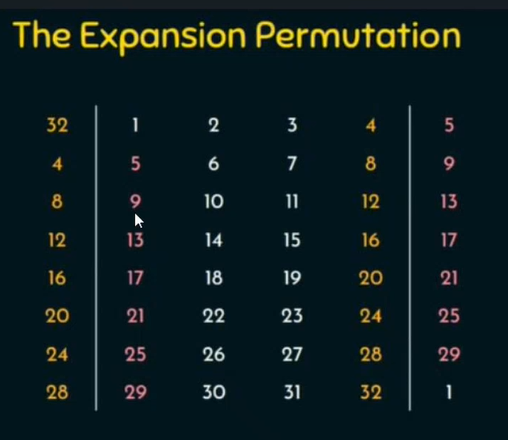 The Expansion Permutation
32 1 2 3 4 5
4 5 6 7 8 9
8 9 10 11 12 13
12 13 14 15 16 17
16 17 18 19 20 21
20 21 22 23 24 25
24 25 26 27 28 29
28 29 30 31 32 1